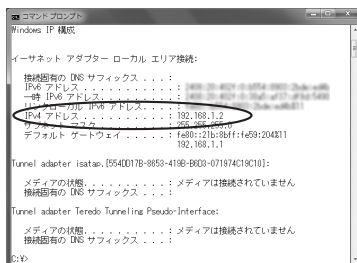 コマンド プロンプト
Windows IP 構成
イーサネット アダプター ローカル エリア接続:
接続固有の DNS サフィックス . . . :
IPv6 アドレス . . . . . . . . . . . :
一時 IPv6 アドレス. . . . . . . . . :
リンクローカル IPv6 アドレス. . . . :
IPv4 アドレス . . . . . . . . . . . : 192.168.1.2
サブネット マスク . . . . . . . . . : 255.255.255.0
デフォルト ゲートウェイ . . . . . . : fe80::21b:8bff:fe59:204%11
192.168.1.1
Tunnel adapter isatap.{554DD17B-8653-419B-B6D3-071974C19C10}:
メディアの状態. . . . . . . . . . . : メディアは接続されていません
接続固有の DNS サフィックス . . . :
Tunnel adapter Teredo Tunneling Pseudo-Interface:
メディアの状態. . . . . . . . . . . : メディアは接続されていません
接続固有の DNS サフィックス . . . :
C:¥>